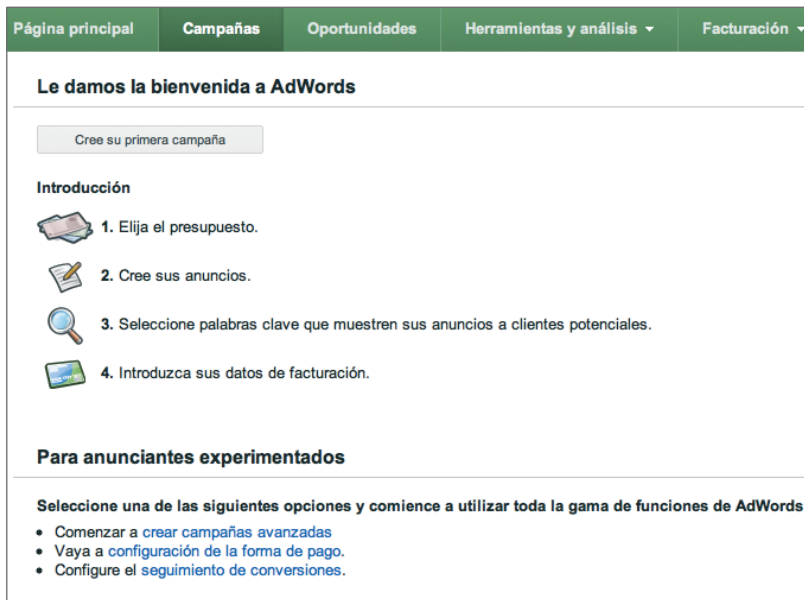 Página principal Campañas Oportunidades Herramientas y análisis Facturación
Le damos la bienvenida a AdWords
Cree su primera campaña
Introducción
1. Elija el presupuesto.
2. Cree sus anuncios.
3. Seleccione palabras clave que muestren sus anuncios a clientes potenciales.
4. Introduzca sus datos de facturación.
Para anunciantes experimentados
Seleccione una de las siguientes opciones y comience a utilizar toda la gama de funciones de AdWords
• Comenzar a crear campañas avanzadas
• Vaya a configuración de la forma de pago.
• Configure el seguimiento de conversiones.